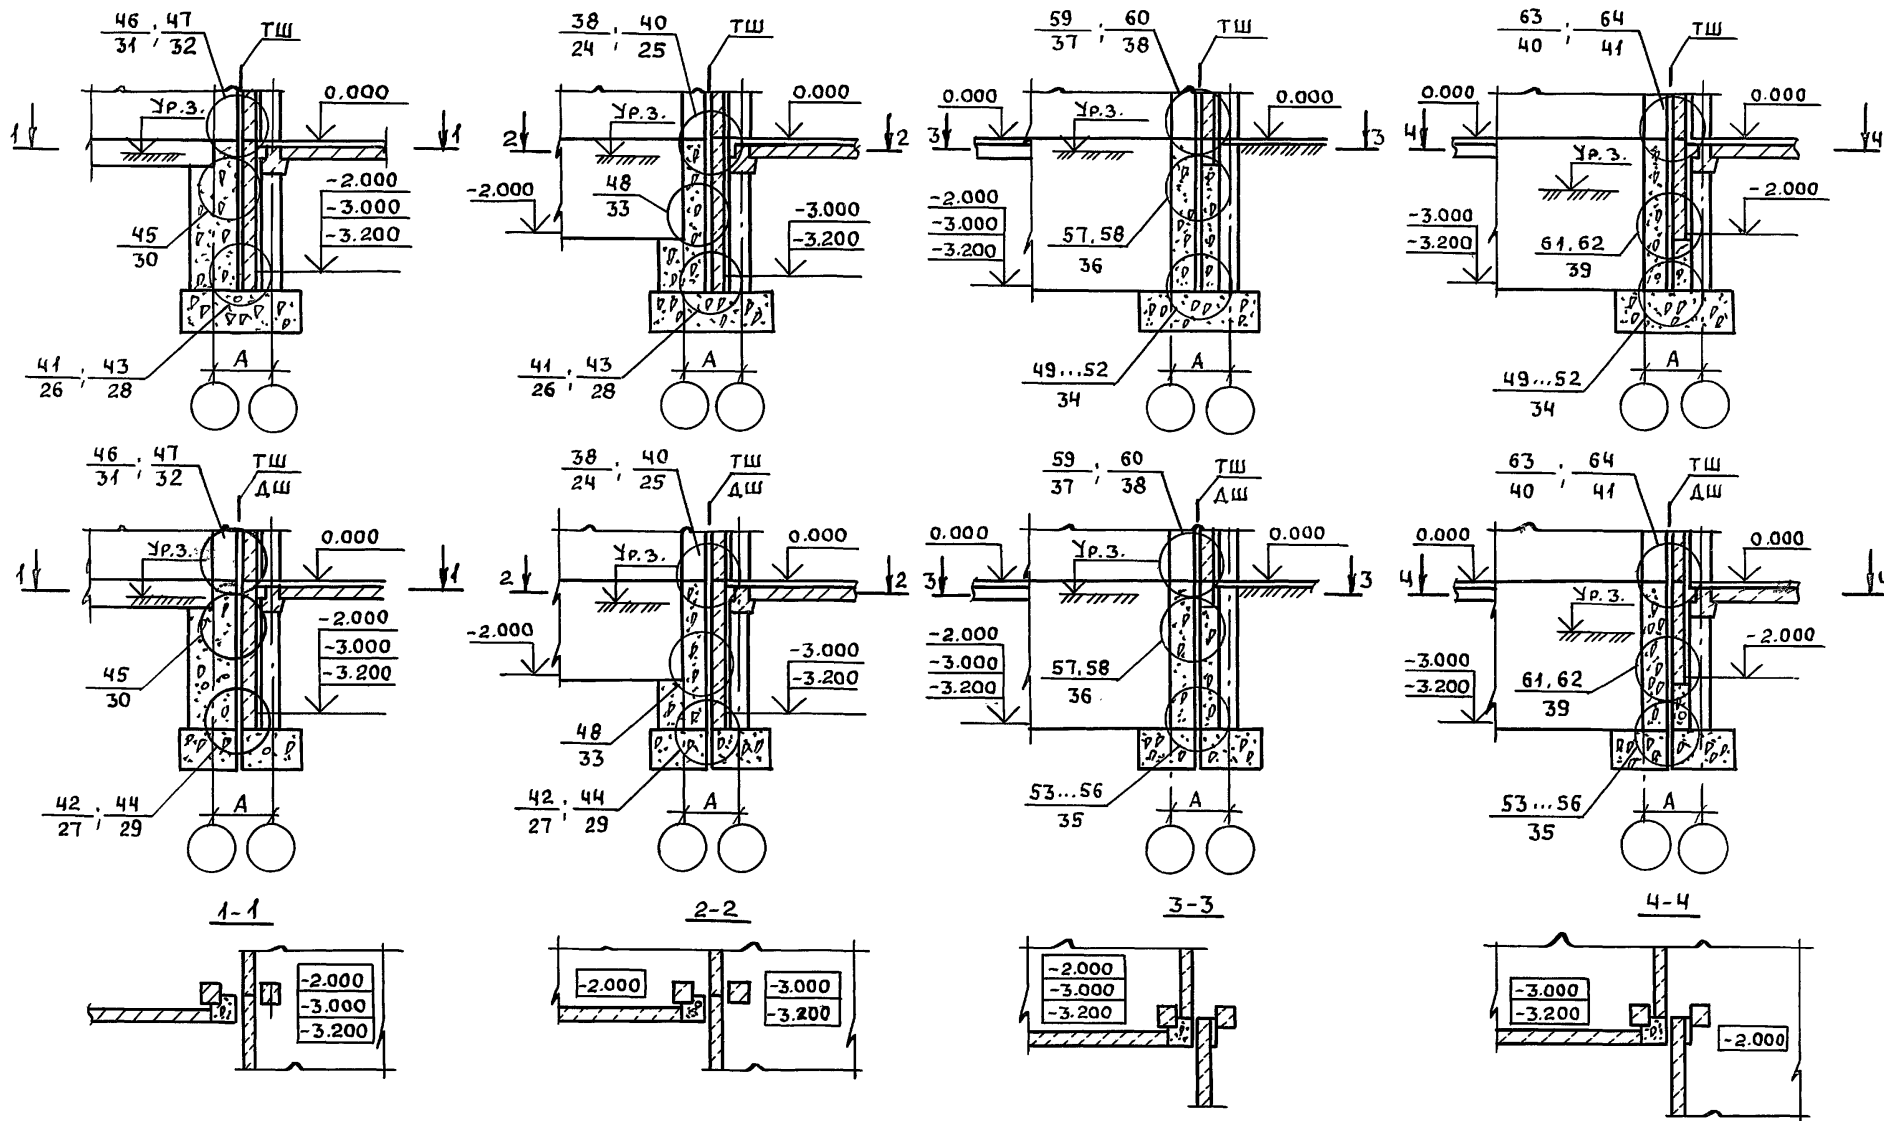 46/31 ; 47/32 ТШ
0.000
Ур.З.
1 1
-2.000
-3.000
-3.200
45/30
А
41/26 ; 43/28
38/24 ; 40/25 ТШ
0.000
Ур.З.
2 2
-2.000
48/33
-3.000
-3.200
А
41/26 ; 43/28
59/37 ; 60/38 ТШ
0.000 0.000
Ур.З.
3 3
-2.000
-3.000
-3.200
57,58/36
А
49...52/34
63/40 ; 64/41 ТШ
0.000 0.000
4 4
Ур.З.
-2.000
-3.000
-3.200
61,62/39
А
49...52/34
46/31 ; 47/32 ТШ
ДШ
0.000
Ур.З.
1 1
-2.000
-3.000
-3.200
45/30
42/27 ; 44/29
А
38/24 ; 40/25 ТШ
ДШ
0.000
Ур.З.
2 2
-2.000
-3.000
-3.200
48/33
42/27 ; 44/29
А
59/37 ; 60/38 ТШ
ДШ
0.000 0.000
Ур.З.
3 3
-2.000
-3.000
-3.200
57,58/36
53...56/35
А
63/40 ; 64/41 ТШ
ДШ
0.000 0.000
4 4
Ур.З.
-2.000
-3.000
-3.200
61,62/39
53...56/35
А
1-1
-2.000
-3.000
-3.200
2-2
-2.000
-3.000
-3.200
3-3
-2.000
-3.000
-3.200
4-4
-3.000
-3.200
-2.000